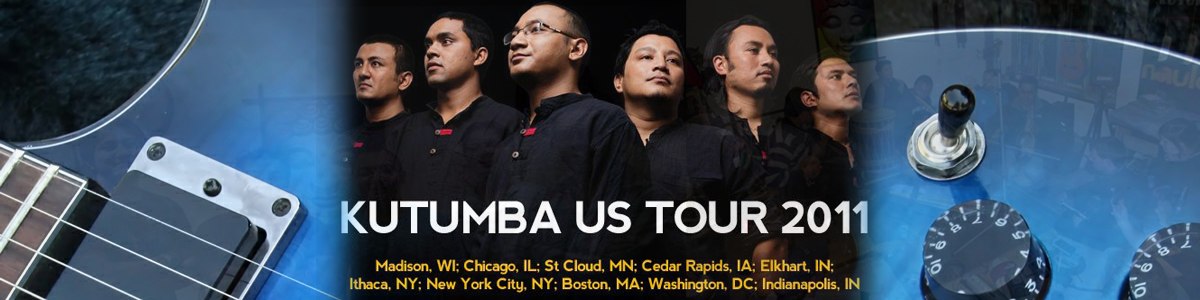 KUTUMBA US TOUR 2011
Madison, WI; Chicago, IL; St Cloud, MN; Cedar Rapids, IA; Elkhart, IN;
Ithaca, NY; New York City, NY; Boston, MA; Washington, DC; Indianapolis, IN